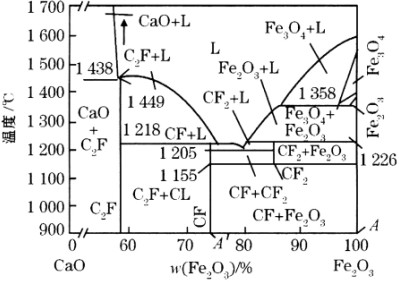 1 700
1 600
1 500
1 400
1 300
1 200
1 100
1 000
900
温度/℃
CaO+L
C₂F+L
L
Fe₃O₄+L
Fe₂O₃+L
1 438
1 449
1 358
Fe₃O₄
CF₂+L
Fe₃O₄+
Fe₂O₃
Fe₂O₃
CaO
+
C₂F
1 218
CF+L
1 205
CF₂+Fe₂O₃
1 226
1 155
CF₂
C₂F+CL
CF+CF₂
C₂F
CF
CF+Fe₂O₃
A
A
0
60
70
80
90
100
CaO
w(Fe₂O₃)/%
Fe₂O₃